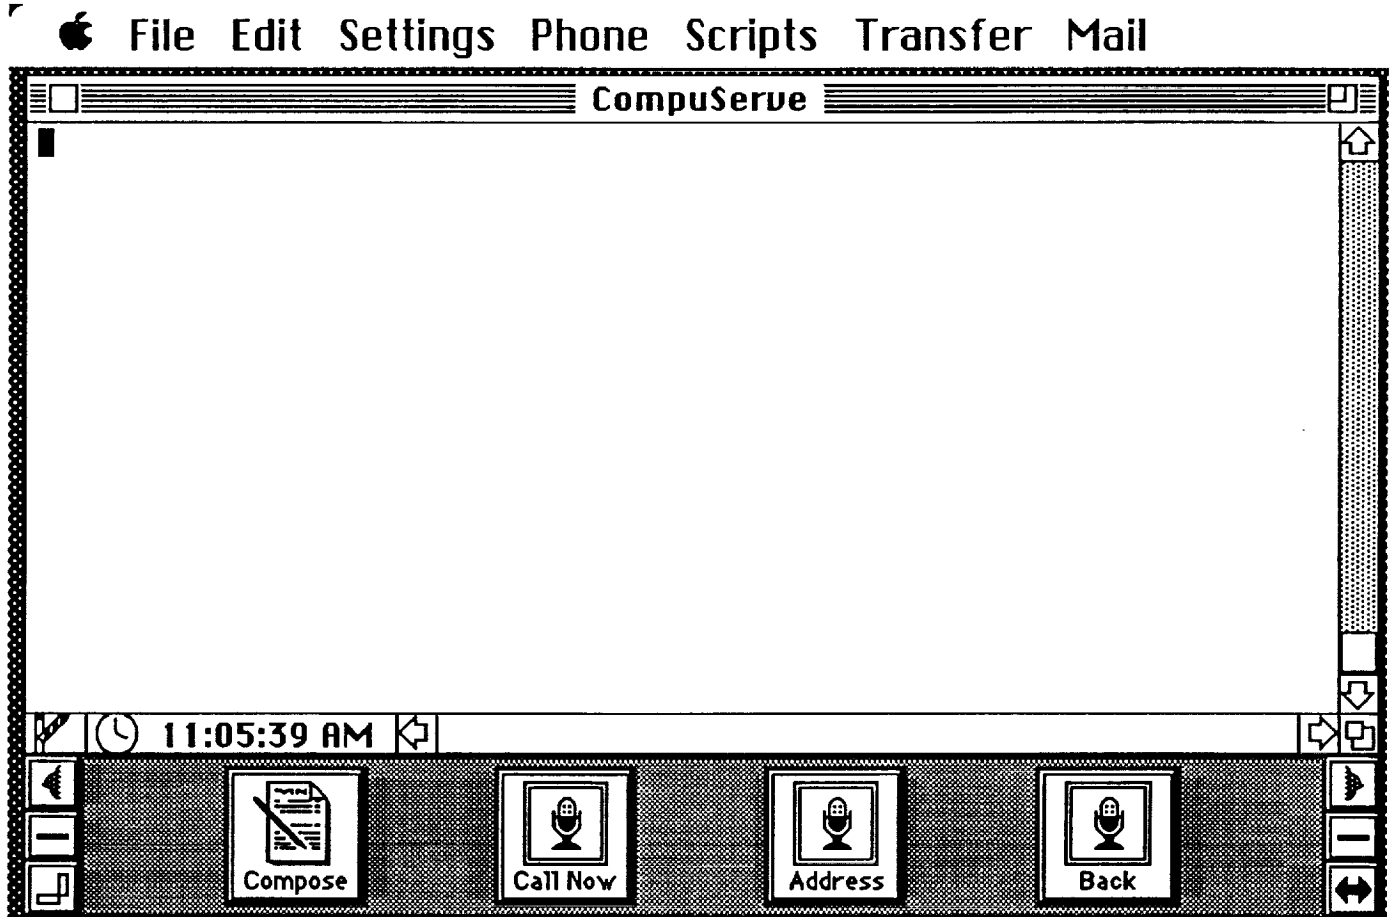 File Edit Settings Phone Scripts Transfer Mail
CompuServe
11:05:39 AM
Compose Call Now Address Back